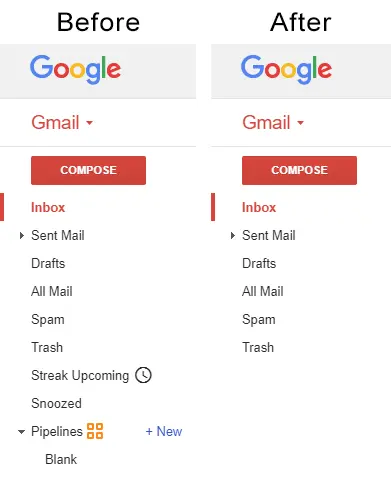 Before
Google
Gmail
COMPOSE
Inbox
Sent Mail
Drafts
All Mail
Spam
Trash
Streak Upcoming
Snoozed
Pipelines + New
Blank
After
Google
Gmail
COMPOSE
Inbox
Sent Mail
Drafts
All Mail
Spam
Trash